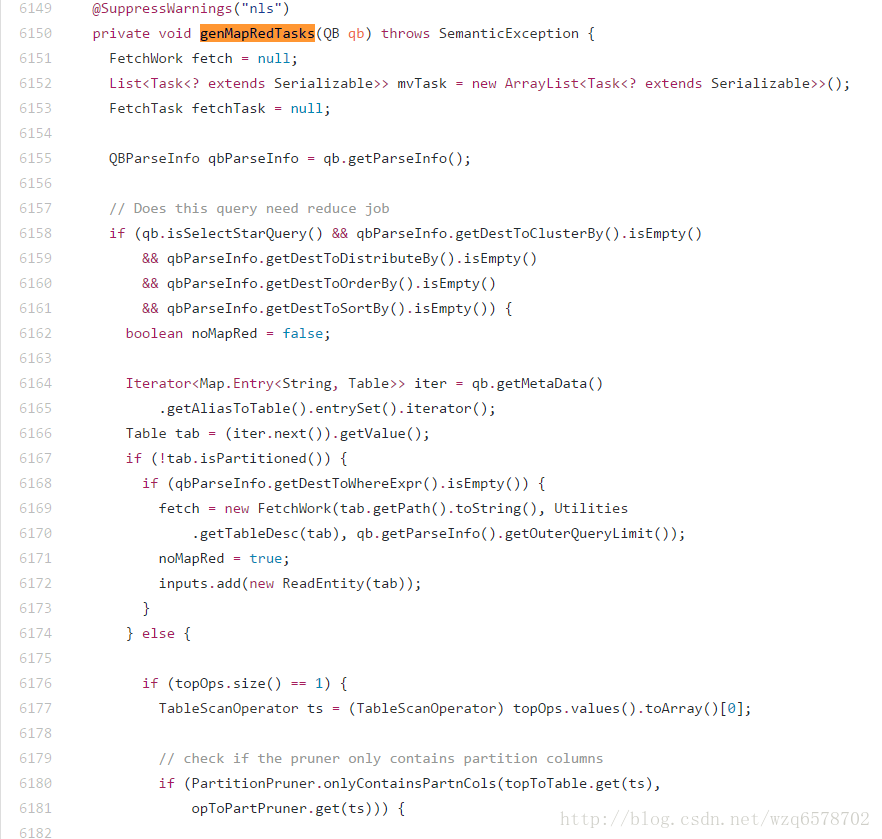 6149 @SuppressWarnings("nls")
6150 private void genMapRedTasks(QB qb) throws SemanticException {
6151 FetchWork fetch = null;
6152 List<Task<? extends Serializable>> mvTask = new ArrayList<Task<? extends Serializable>>();
6153 FetchTask fetchTask = null;
6154
6155 QBParseInfo qbParseInfo = qb.getParseInfo();
6156
6157 // Does this query need reduce job
6158 if (qb.isSelectStarQuery() && qbParseInfo.getDestToClusterBy().isEmpty()
6159 && qbParseInfo.getDestToDistributeBy().isEmpty()
6160 && qbParseInfo.getDestToOrderBy().isEmpty()
6161 && qbParseInfo.getDestToSortBy().isEmpty()) {
6162 boolean noMapRed = false;
6163
6164 Iterator<Map.Entry<String, Table>> iter = qb.getMetaData()
6165 .getAliasToTable().entrySet().iterator();
6166 Table tab = (iter.next()).getValue();
6167 if (!tab.isPartitioned()) {
6168 if (qbParseInfo.getDestToWhereExpr().isEmpty()) {
6169 fetch = new FetchWork(tab.getPath().toString(), Utilities
6170 .getTableDesc(tab), qb.getParseInfo().getOuterQueryLimit());
6171 noMapRed = true;
6172 inputs.add(new ReadEntity(tab));
6173 }
6174 } else {
6175
6176 if (topOps.size() == 1) {
6177 TableScanOperator ts = (TableScanOperator) topOps.values().toArray()[0];
6178
6179 // check if the pruner only contains partition columns
6180 if (PartitionPruner.onlyContainsPartnCols(topToTable.get(ts),
6181 opToPartPruner.get(ts))) {
6182
http://blog.csdn.net/wzq6578702